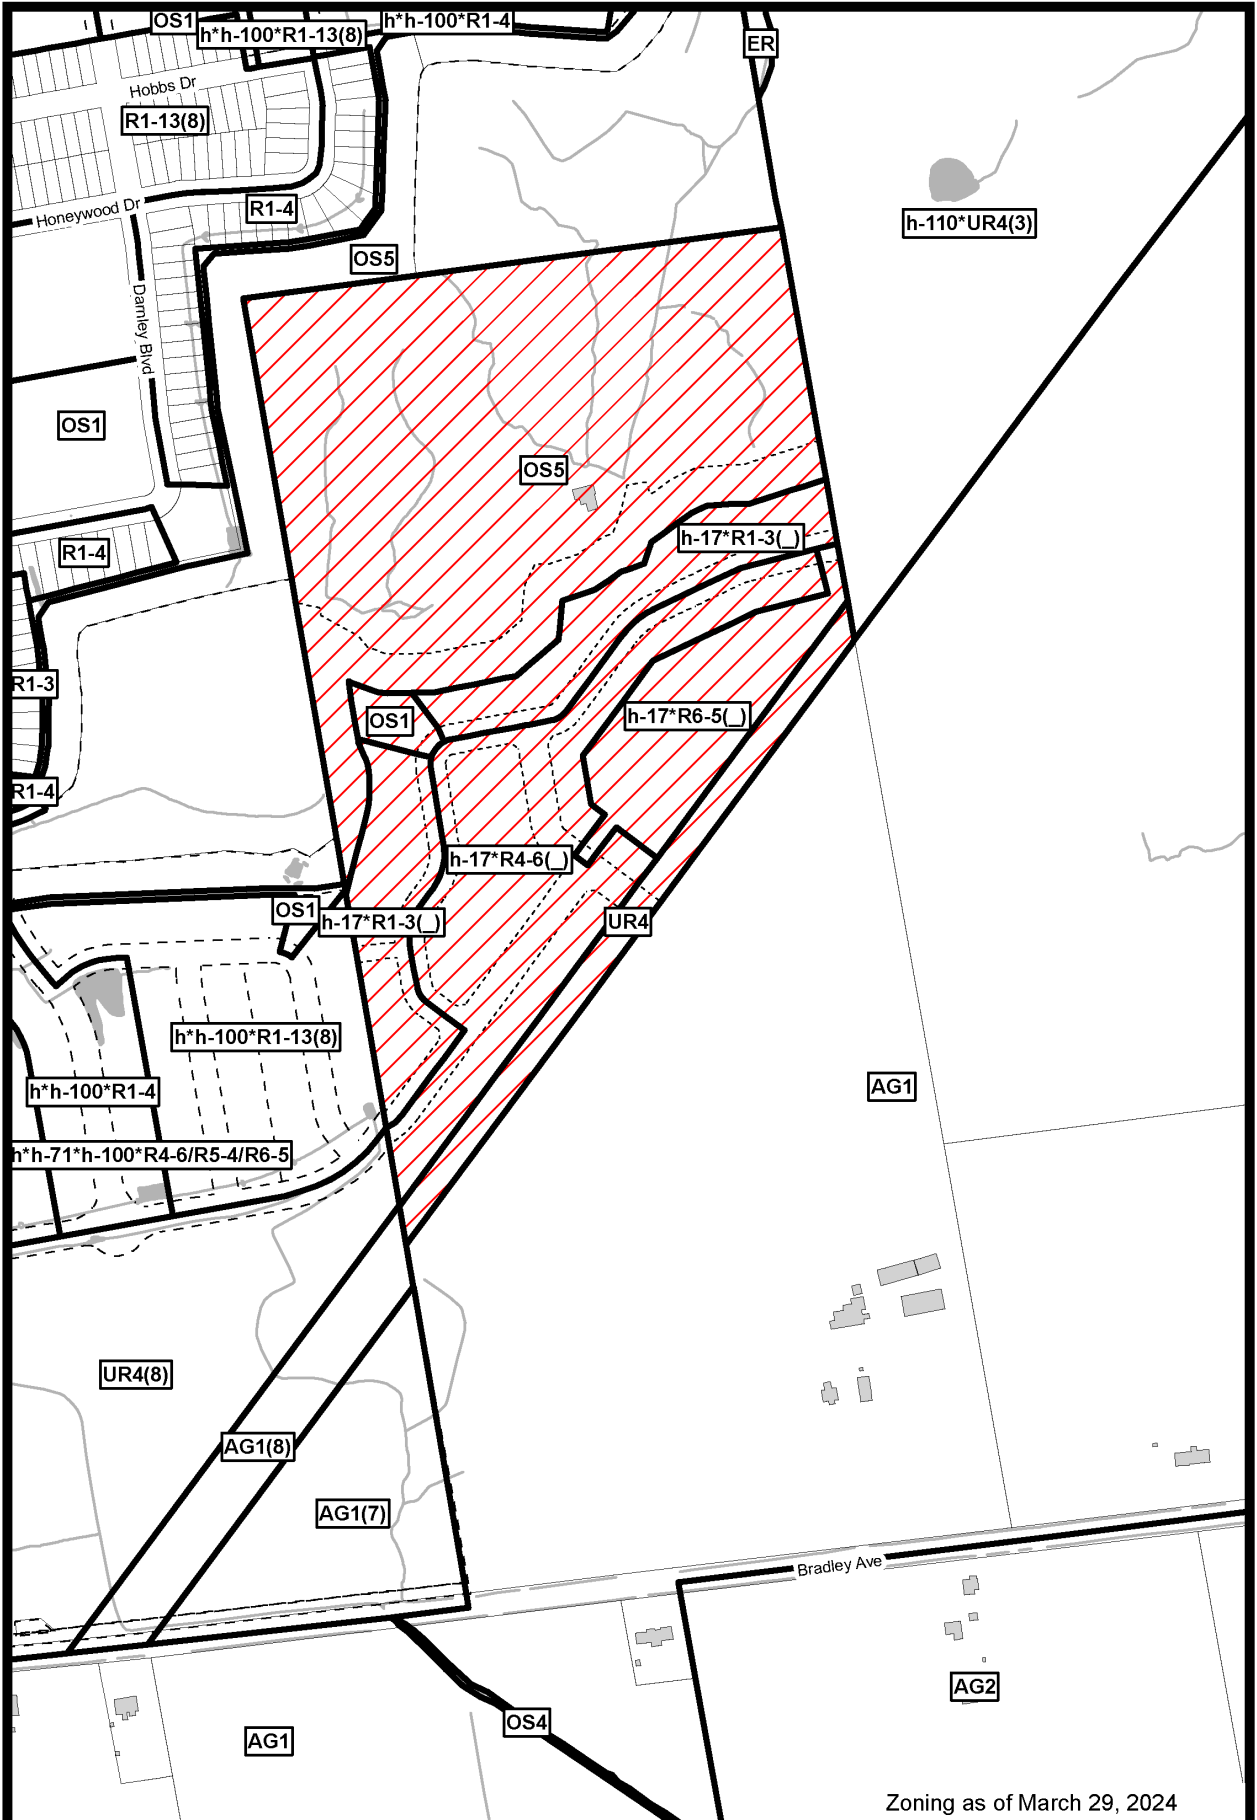 OS1
h*h-100*R1-4
h*h-100*R1-13(8)
ER
Hobbs Dr
R1-13(8)
Honeywood Dr
R1-4
h-110*UR4(3)
OS5
Damley Blvd
OS1
OS5
h-17*R1-3(_)
R1-4
R1-3
OS1
h-17*R6-5(_)
R1-4
h-17*R4-6(_)
OS1
h-17*R1-3(_)
UR4
h*h-100*R1-13(8)
h*h-100*R1-4
AG1
h*h-71*h-100*R4-6/R5-4/R6-5
UR4(8)
AG1(8)
AG1(7)
Bradley Ave
AG2
OS4
AG1
Zoning as of March 29, 2024